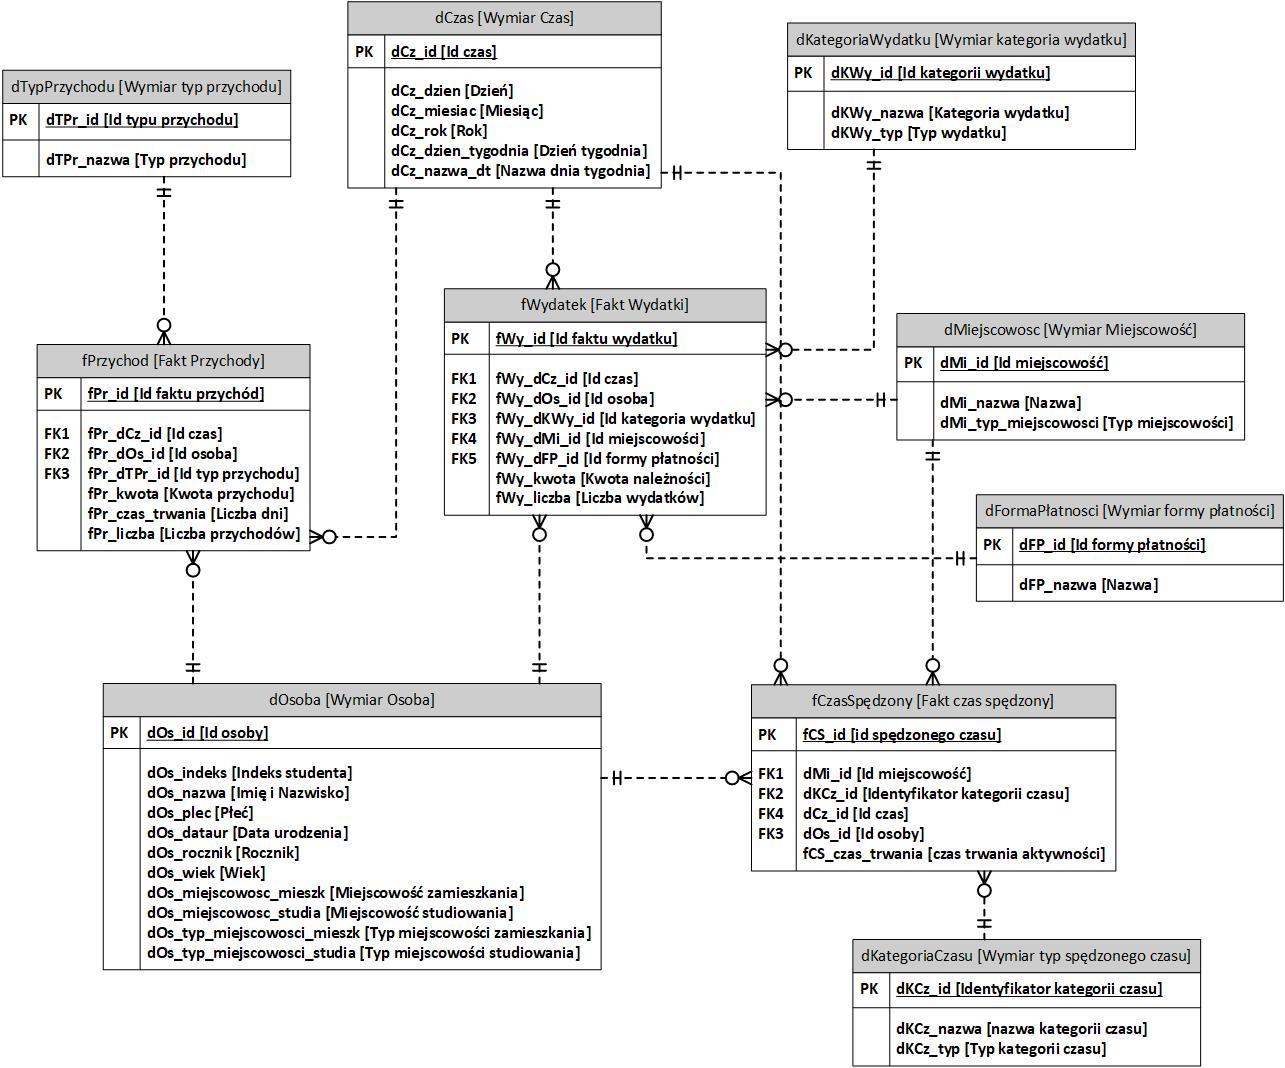 dCzas [Wymiar Czas]
PK dCz_id [Id czas]
dCz_dzien [Dzień]
dCz_miesiac [Miesiąc]
dCz_rok [Rok]
dCz_dzien_tygodnia [Dzień tygodnia]
dCz_nazwa_dt [Nazwa dnia tygodnia]
dKategoriaWydatku [Wymiar kategoria wydatku]
PK dKWy_id [Id kategorii wydatku]
dKWy_nazwa [Kategoria wydatku]
dKWy_typ [Typ wydatku]
dTypPrzychodu [Wymiar typ przychodu]
PK dTPr_id [Id typu przychodu]
dTPr_nazwa [Typ przychodu]
fWydatek [Fakt Wydatki]
PK fWy_id [Id faktu wydatku]
FK1 fWy_dCz_id [Id czas]
FK2 fWy_dOs_id [Id osoba]
FK3 fWy_dKWy_id [Id kategoria wydatku]
FK4 fWy_dMi_id [Id miejscowości]
FK5 fWy_dFP_id [Id formy płatności]
fWy_kwota [Kwota należności]
fWy_liczba [Liczba wydatków]
dMiejscowosc [Wymiar Miejscowość]
PK dMi_id [Id miejscowość]
dMi_nazwa [Nazwa]
dMi_typ_miejscowosci [Typ miejscowości]
fPrzychod [Fakt Przychody]
PK fPr_id [Id faktu przychód]
FK1 fPr_dCz_id [Id czas]
FK2 fPr_dOs_id [Id osoba]
FK3 fPr_dTPr_id [Id typ przychodu]
fPr_kwota [Kwota przychodu]
fPr_czas_trwania [Liczba dni]
fPr_liczba [Liczba przychodów]
dFormaPłatnosci [Wymiar formy płatności]
PK dFP_id [Id formy płatności]
dFP_nazwa [Nazwa]
dOsoba [Wymiar Osoba]
PK dOs_id [Id osoby]
dOs_indeks [Indeks studenta]
dOs_nazwa [Imię i Nazwisko]
dOs_plec [Płeć]
dOs_dataur [Data urodzenia]
dOs_rocznik [Rocznik]
dOs_wiek [Wiek]
dOs_miejscowosc_mieszk [Miejscowość zamieszkania]
dOs_miejscowosc_studia [Miejscowość studiowania]
dOs_typ_miejscowosci_mieszk [Typ miejscowości zamieszkania]
dOs_typ_miejscowosci_studia [Typ miejscowości studiowania]
fCzasSpędzony [Fakt czas spędzony]
PK fCS_id [id spędzonego czasu]
FK1 dMi_id [Id miejscowość]
FK2 dKCz_id [Identyfikator kategorii czasu]
FK4 dCz_id [Id czas]
FK3 dOs_id [Id osoby]
fCS_czas_trwania [czas trwania aktywności]
dKategoriaCzasu [Wymiar typ spędzonego czasu]
PK dKCz_id [Identyfikator kategorii czasu]
dKCz_nazwa [nazwa kategorii czasu]
dKCz_typ [Typ kategorii czasu]